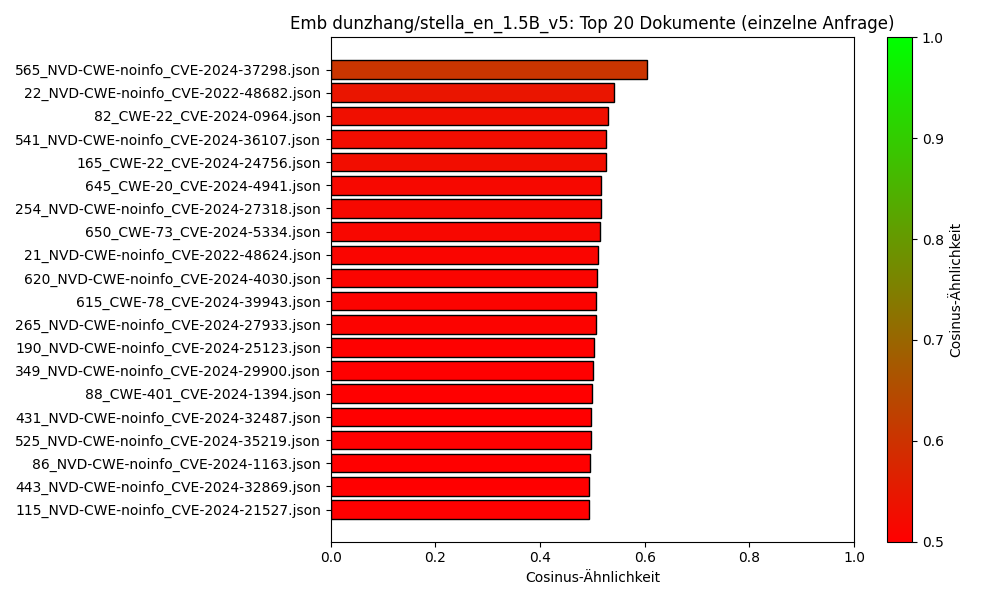 Emb dunzhang/stella_en_1.5B_v5: Top 20 Dokumente (einzelne Anfrage)
565_NVD-CWE-noinfo_CVE-2024-37298.json
22_NVD-CWE-noinfo_CVE-2022-48682.json
82_CWE-22_CVE-2024-0964.json
541_NVD-CWE-noinfo_CVE-2024-36107.json
165_CWE-22_CVE-2024-24756.json
645_CWE-20_CVE-2024-4941.json
254_NVD-CWE-noinfo_CVE-2024-27318.json
650_CWE-73_CVE-2024-5334.json
21_NVD-CWE-noinfo_CVE-2022-48624.json
620_NVD-CWE-noinfo_CVE-2024-4030.json
615_CWE-78_CVE-2024-39943.json
265_NVD-CWE-noinfo_CVE-2024-27933.json
190_NVD-CWE-noinfo_CVE-2024-25123.json
349_NVD-CWE-noinfo_CVE-2024-29900.json
88_CWE-401_CVE-2024-1394.json
431_NVD-CWE-noinfo_CVE-2024-32487.json
525_NVD-CWE-noinfo_CVE-2024-35219.json
86_NVD-CWE-noinfo_CVE-2024-1163.json
443_NVD-CWE-noinfo_CVE-2024-32869.json
115_NVD-CWE-noinfo_CVE-2024-21527.json
0.0 0.2 0.4 0.6 0.8 1.0
Cosinus-Ähnlichkeit
1.0
0.9
0.8
0.7
0.6
0.5
Cosinus-Ähnlichkeit